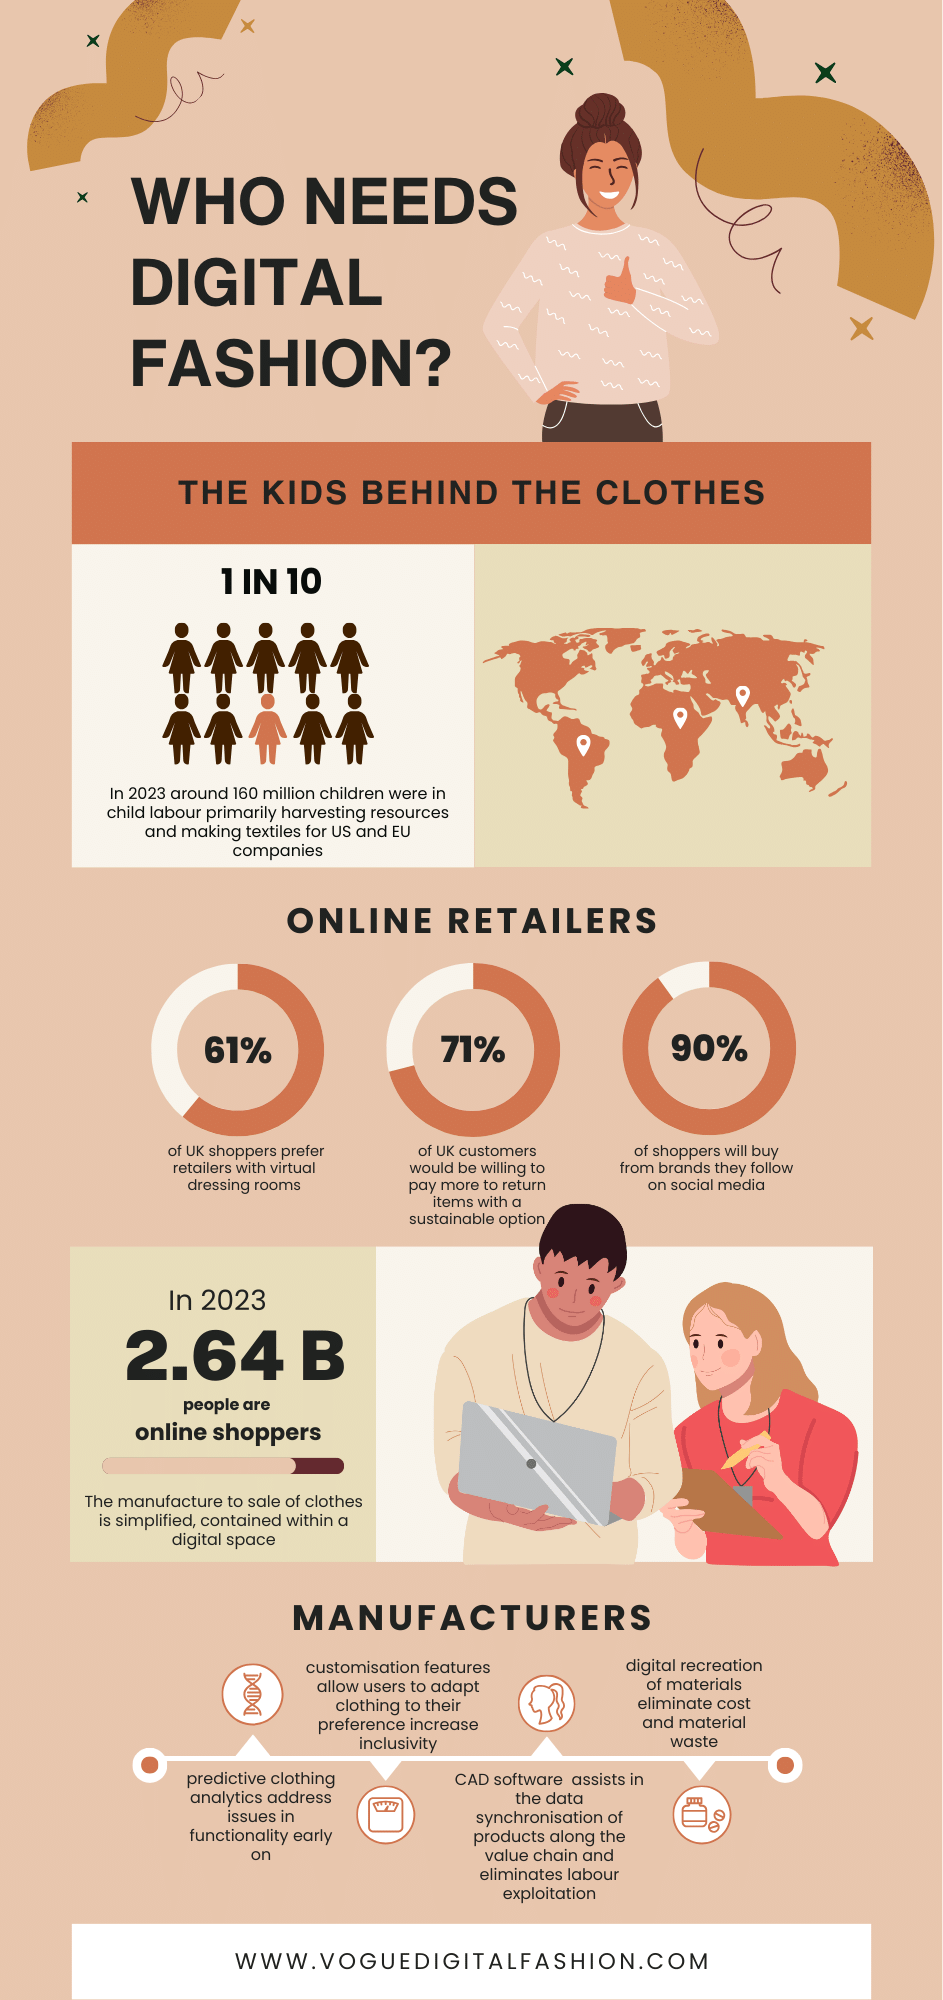 WHO NEEDS
DIGITAL
FASHION?
THE KIDS BEHIND THE CLOTHES
1 IN 10
In 2023 around 160 million children were in
child labour primarily harvesting resources
and making textiles for US and EU
companies
ONLINE RETAILERS
61%
of UK shoppers prefer
retailers with virtual
dressing rooms
71%
of UK customers
would be willing to
pay more to return
items with a
sustainable option
90%
of shoppers will buy
from brands they follow
on social media
In 2023
2.64 B
people are
online shoppers
The manufacture to sale of clothes
is simplified, contained within a
digital space
MANUFACTURERS
predictive clothing
analytics address
issues in
functionality early
on
customisation features
allow users to adapt
clothing to their
preference increase
inclusivity
CAD software  assists in
the data
synchronisation of
products along the
value chain and
eliminates labour
exploitation
digital recreation
of materials
eliminate cost
and material
waste
WWW.VOGUEDIGITALFASHION.COM